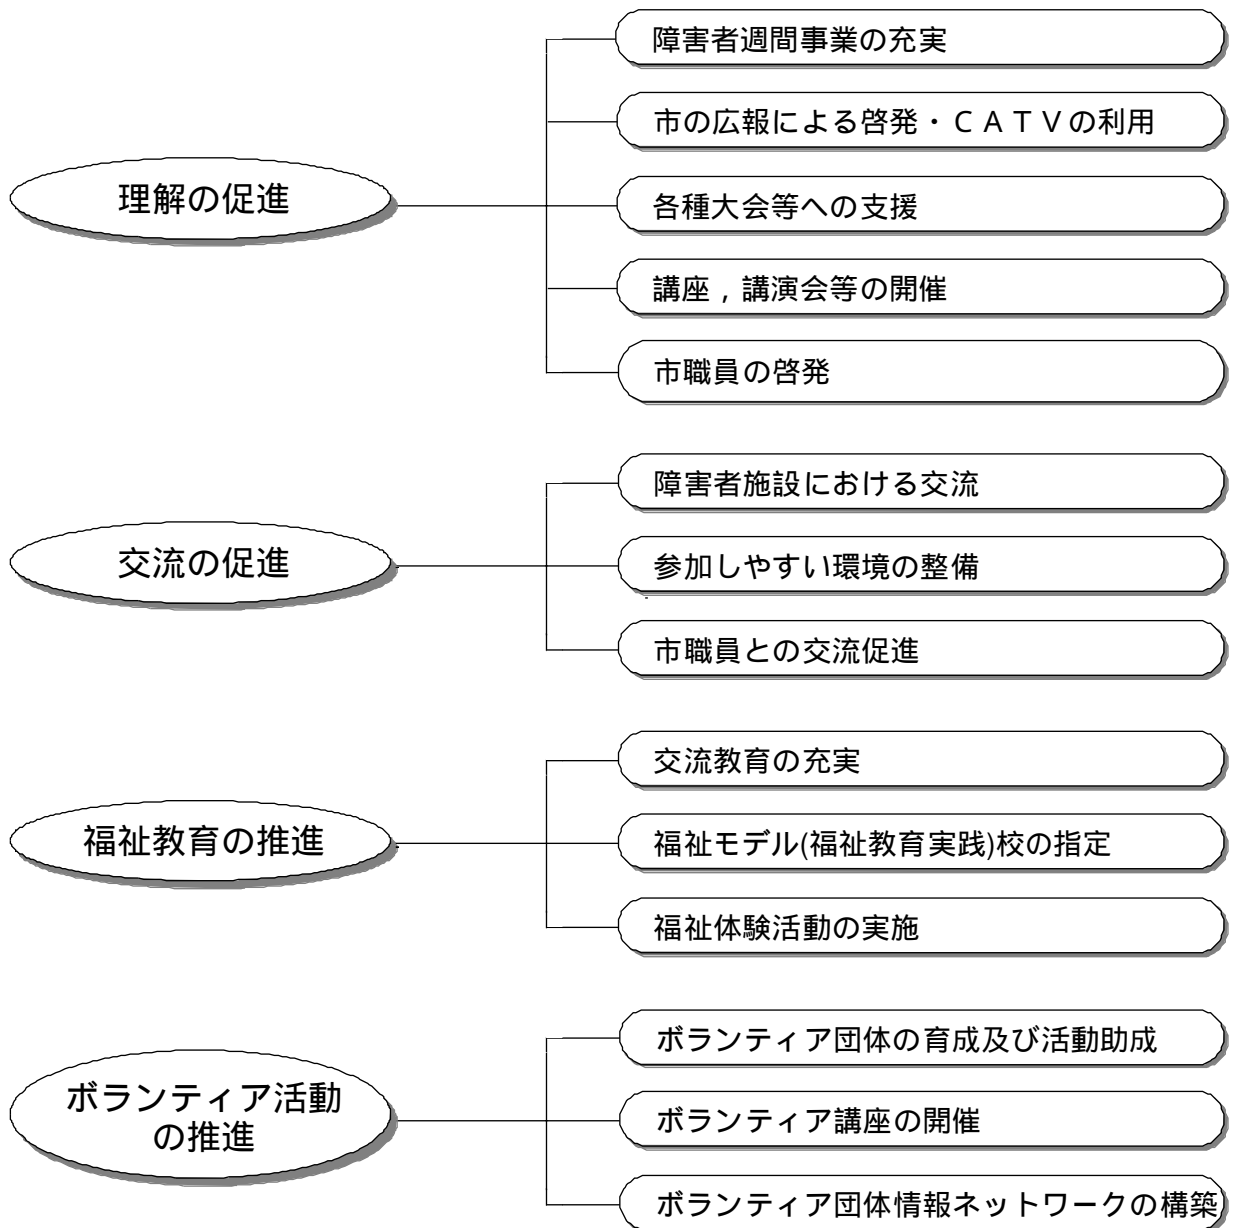 理解の促進
障害者週間事業の充実
市の広報による啓発・ＣＡＴＶの利用
各種大会等への支援
講座，講演会等の開催
市職員の啓発
交流の促進
障害者施設における交流
参加しやすい環境の整備
市職員との交流促進
福祉教育の推進
交流教育の充実
福祉モデル(福祉教育実践)校の指定
福祉体験活動の実施
ボランティア活動
の推進
ボランティア団体の育成及び活動助成
ボランティア講座の開催
ボランティア団体情報ネットワークの構築